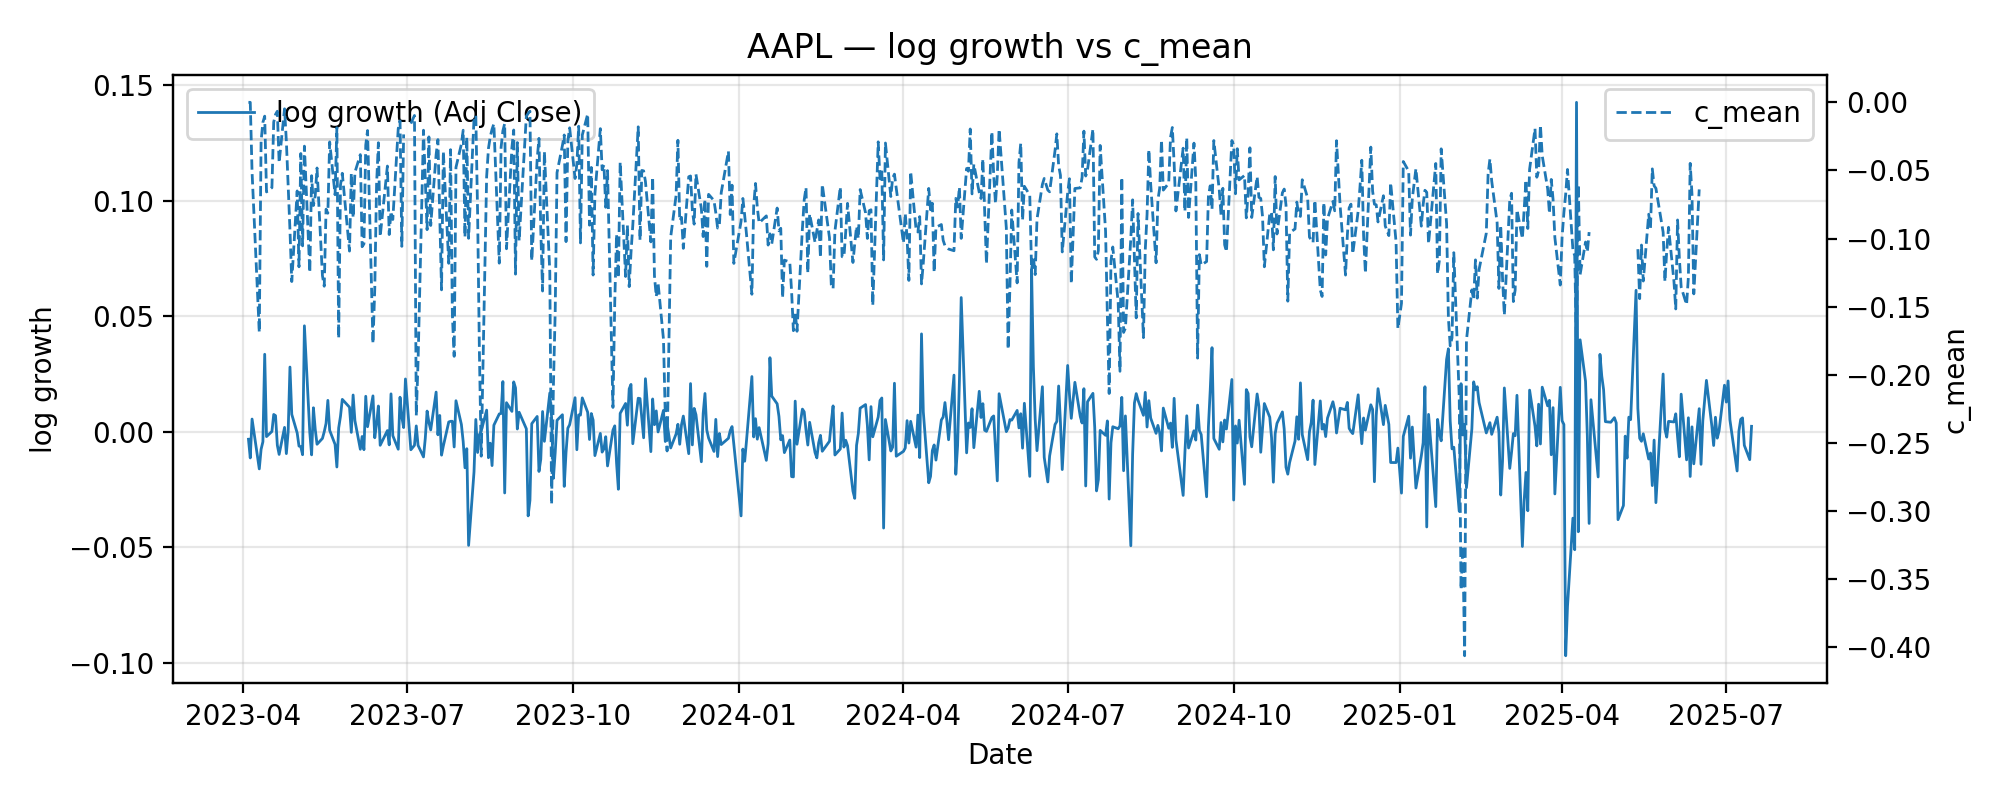 AAPL — log growth vs c_mean
log growth (Adj Close)
c_mean
0.15
0.10
0.05
0.00
−0.05
−0.10
log growth
0.00
−0.05
−0.10
−0.15
−0.20
−0.25
−0.30
−0.35
−0.40
c_mean
2023-04 2023-07 2023-10 2024-01 2024-04 2024-07 2024-10 2025-01 2025-04 2025-07
Date